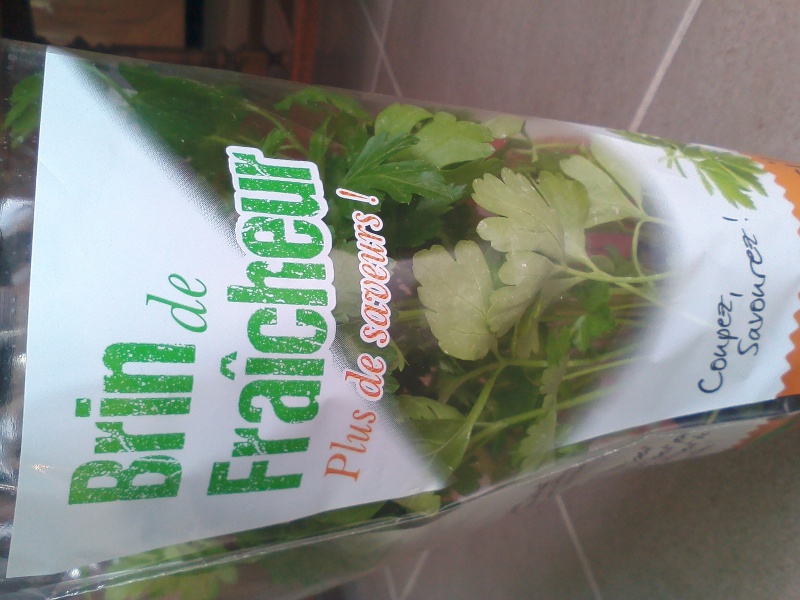 Brin de
Fraîcheur
Plus de saveurs !
Coupez,
Savourez !